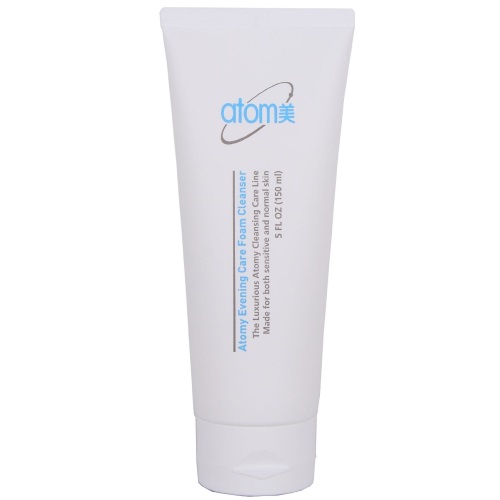 atom美
Atomy Evening Care Foam Cleanser
The Luxurious Atomy Cleansing Care Line
Made for both sensitive and normal skin
5 FL OZ (150 ml)